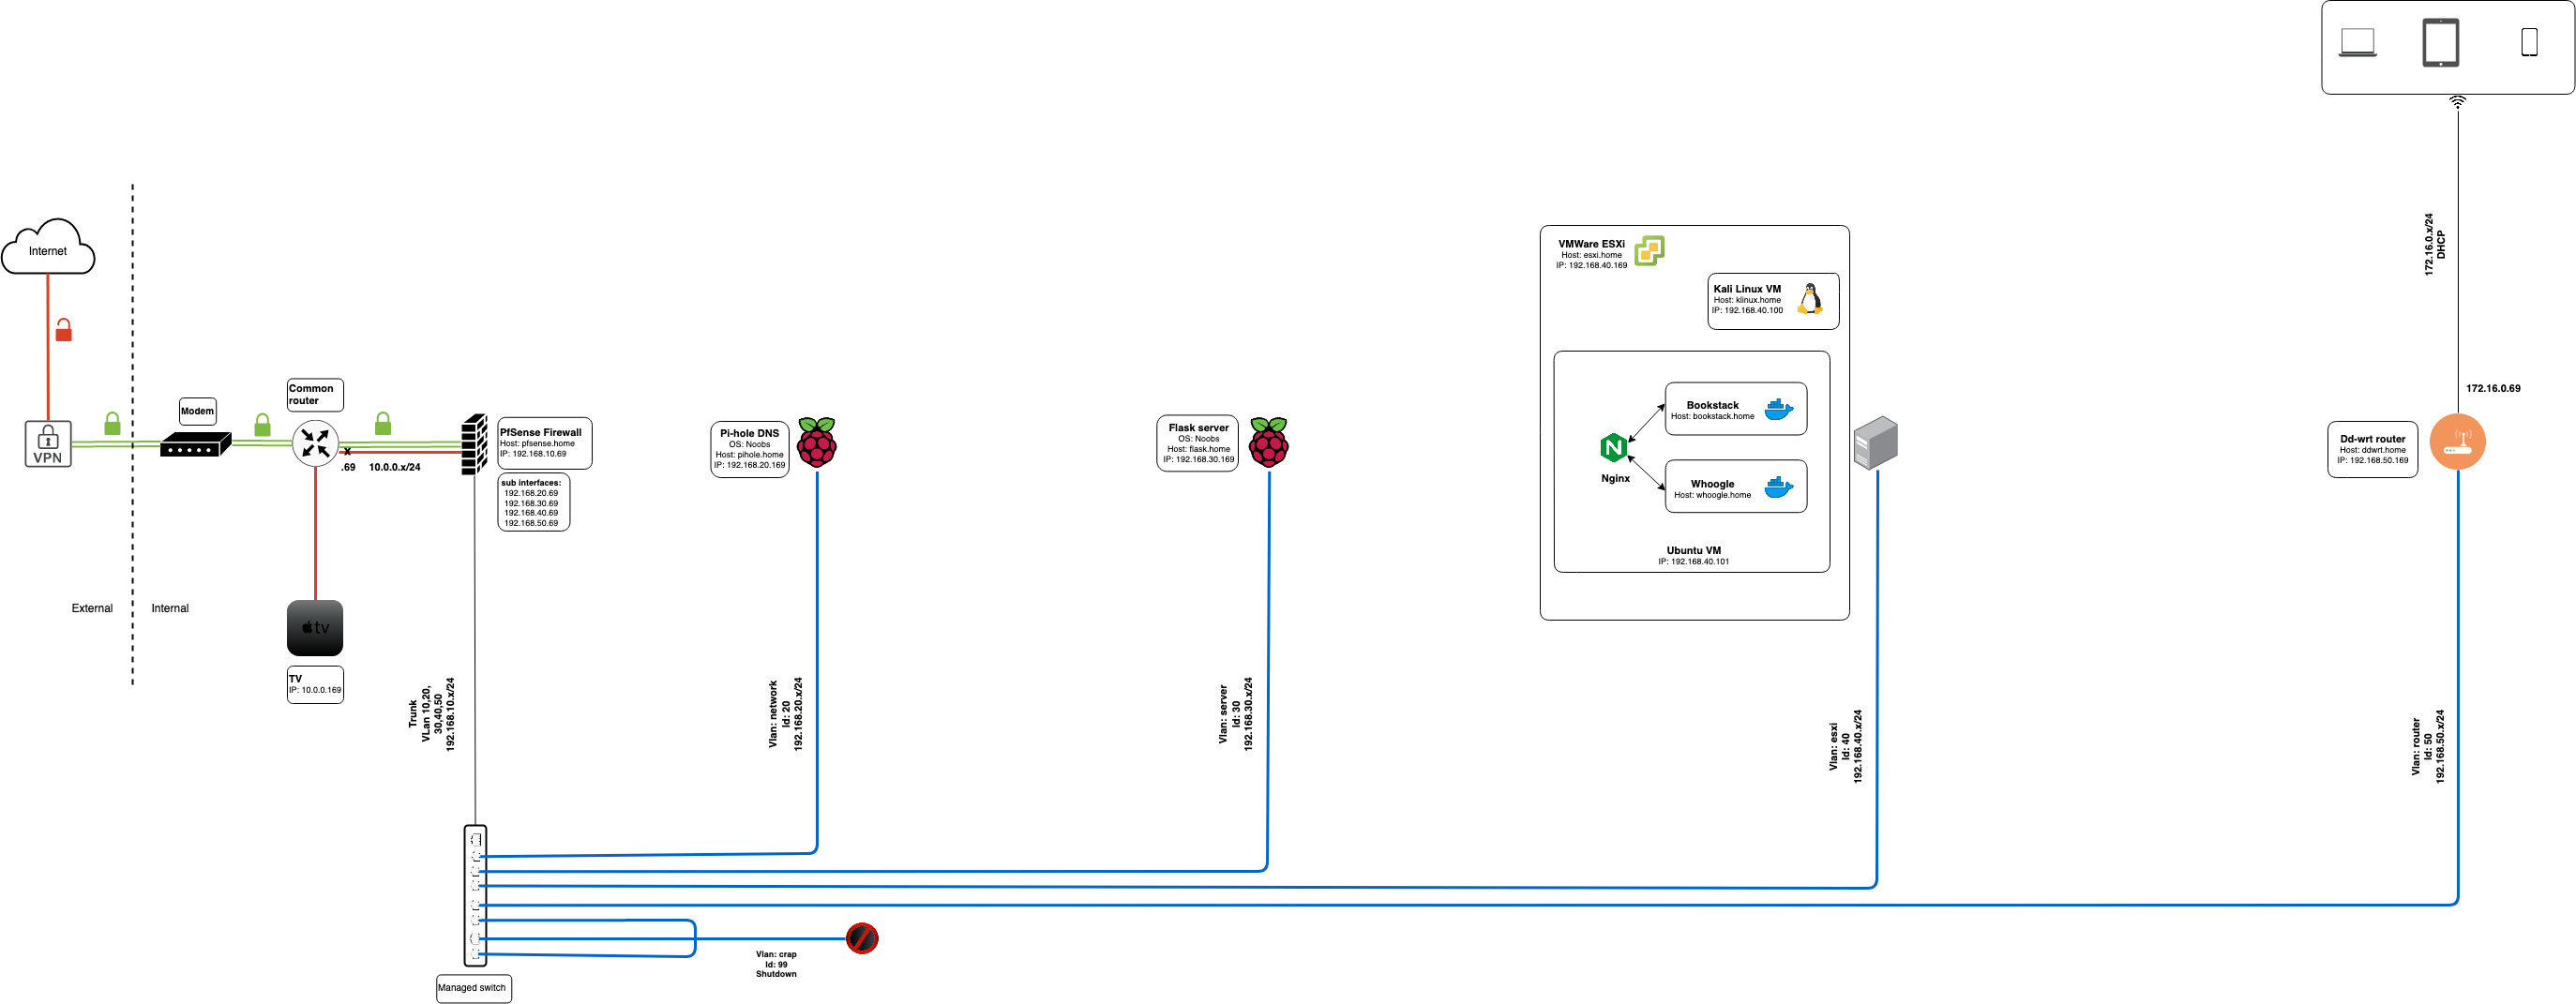 Internet
VPN
External
Internal
Modem
Common
router
x
.69
10.0.0.x/24
tv
TV
IP: 10.0.0.169
PfSense Firewall
Host: pfsense.home
IP: 192.168.10.69
sub interfaces:
192.168.20.69
192.168.30.69
192.168.40.69
192.168.50.69
Trunk
VLan 10,20,
30,40,50
192.168.10.x/24
Managed switch
Pi-hole DNS
OS: Noobs
Host: pihole.home
IP: 192.168.20.169
Vlan: network
Id: 20
192.168.20.x/24
Vlan: crap
Id: 99
Shutdown
Flask server
OS: Noobs
Host: flask.home
IP: 192.168.30.169
Vlan: server
Id: 30
192.168.30.x/24
VMWare ESXi
Host: esxi.home
IP: 192.168.40.169
Kali Linux VM
Host: klinux.home
IP: 192.168.40.100
N
Nginx
Bookstack
Host: bookstack.home
Whoogle
Host: whoogle.home
Ubuntu VM
IP: 192.168.40.101
Vlan: esxi
Id: 40
192.168.40.x/24
172.16.0.x/24
DHCP
172.16.0.69
Dd-wrt router
Host: ddwrt.home
IP: 192.168.50.169
Vlan: router
Id: 50
192.168.50.x/24